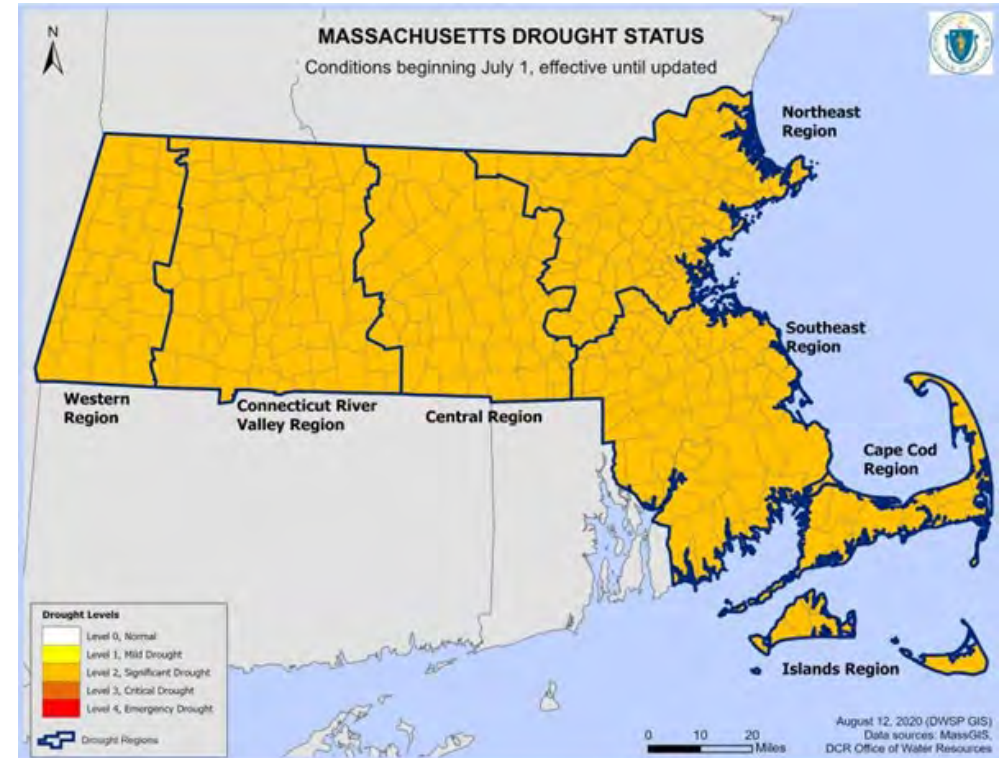 N
MASSACHUSETTS DROUGHT STATUS
Conditions beginning July 1, effective until updated
Northeast
Region
Southeast
Region
Western
Region
Connecticut River
Valley Region
Central Region
Cape Cod
Region
Islands Region
Drought Levels
Level 0, Normal
Level 1, Mild Drought
Level 2, Significant Drought
Level 3, Critical Drought
Level 4, Emergency Drought
Drought Regions
0 10 20
Miles
August 12, 2020 (DWSP GIS)
Data sources: MassGIS,
DCR Office of Water Resources